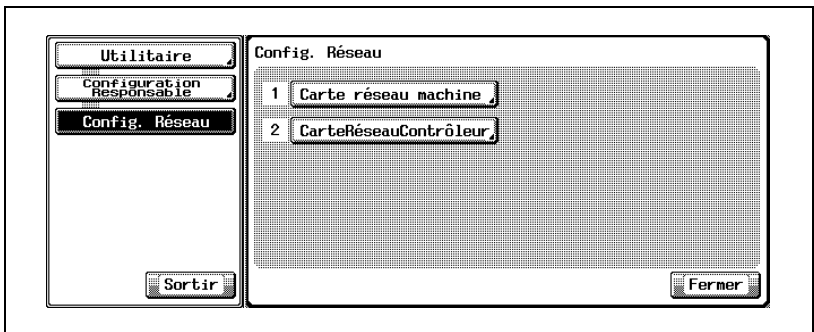 Utilitaire
Configuration
Responsable
Config. Réseau
Sortir
Config. Réseau
1 Carte réseau machine
2 CarteRéseauContrôleur
Fermer